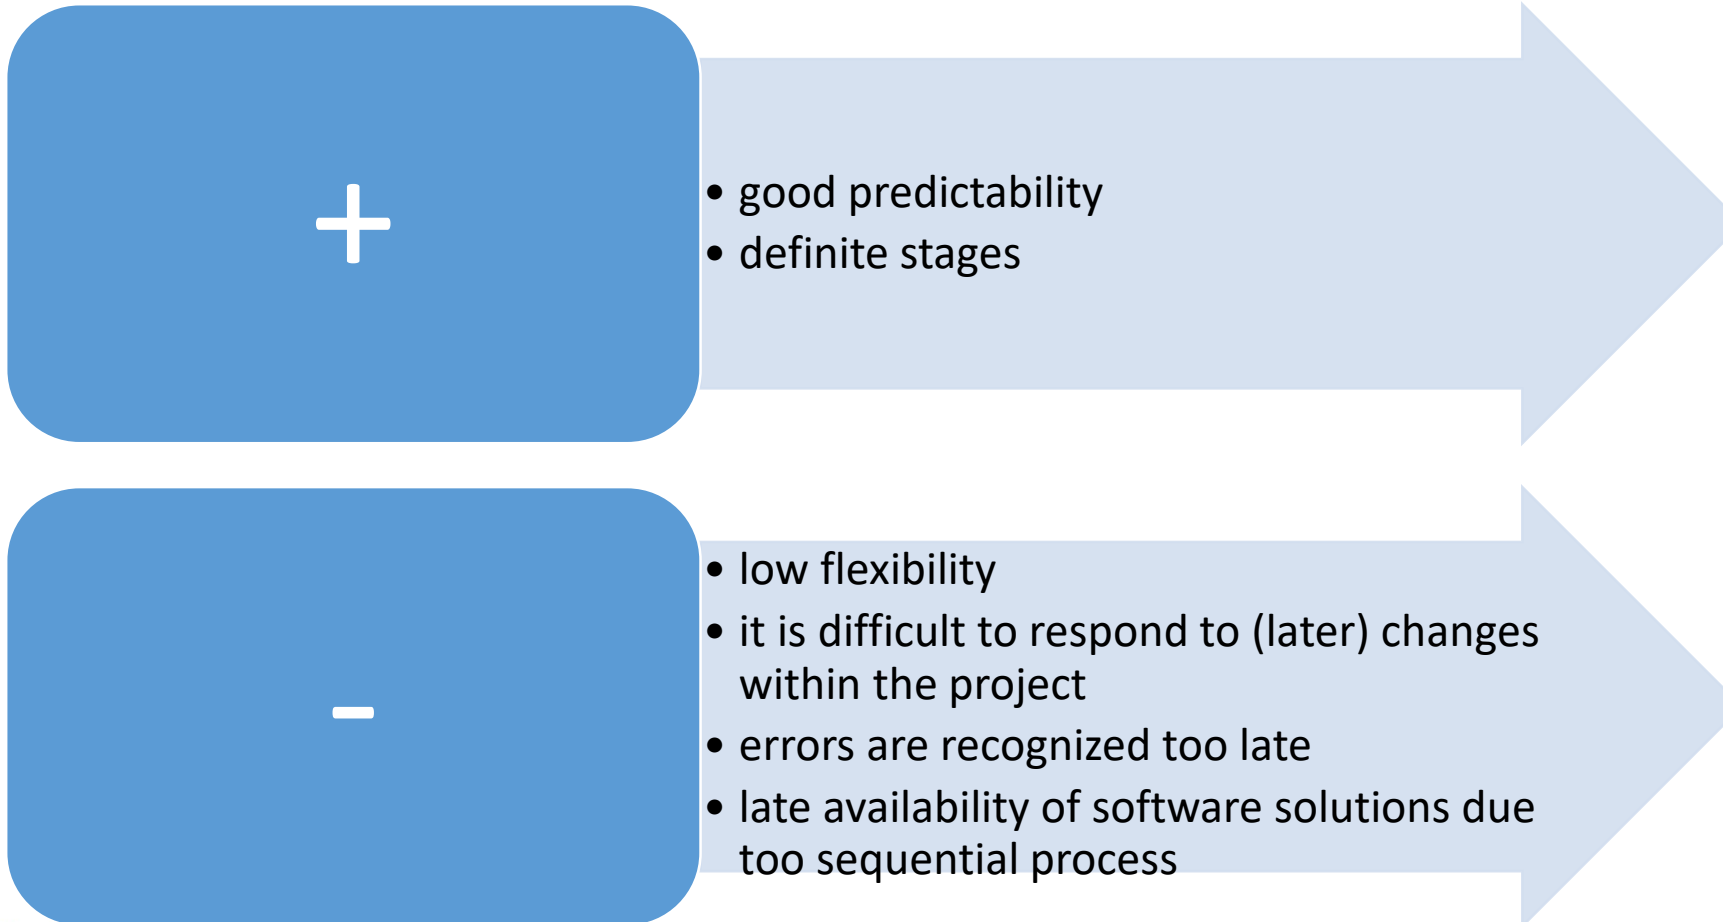 +
• good predictability
• definite stages
-
• low flexibility
• it is difficult to respond to (later) changes
within the project
• errors are recognized too late
• late availability of software solutions due
too sequential process